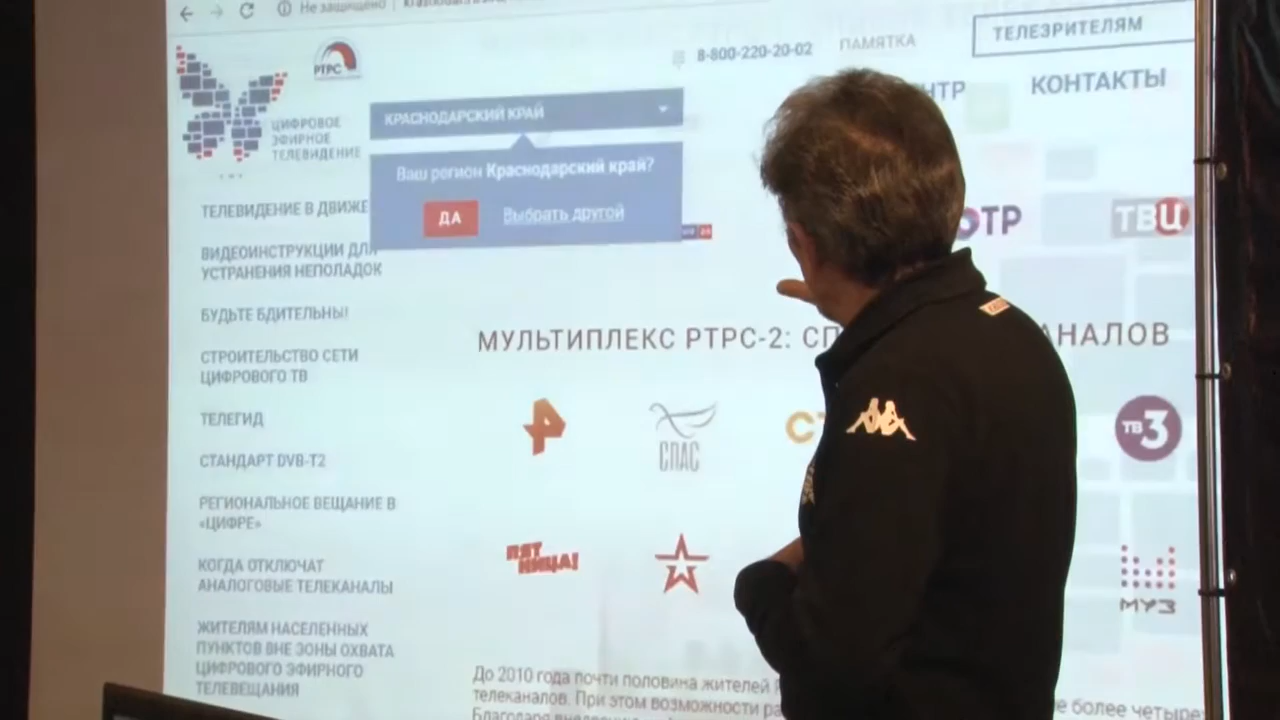 Не защищено
РТРС
ЦИФРОВОЕ
ЭФИРНОЕ
ТЕЛЕВИДЕНИЕ
8-800-220-20-02
ПАМЯТКА
ТЕЛЕЗРИТЕЛЯМ
НТР
КОНТАКТЫ
КРАСНОДАРСКИЙ КРАЙ
Ваш регион Краснодарский край?
ДА
Выбрать другой
ТЕЛЕВИДЕНИЕ В ДВИЖЕ
ВИДЕОИНСТРУКЦИИ ДЛЯ
УСТРАНЕНИЯ НЕПОЛАДОК
БУДЬТЕ БДИТЕЛЬНЫ!
СТРОИТЕЛЬСТВО СЕТИ
ЦИФРОВОГО ТВ
ТЕЛЕГИД
СТАНДАРТ DVB-T2
РЕГИОНАЛЬНОЕ ВЕЩАНИЕ В
«ЦИФРЕ»
КОГДА ОТКЛЮЧАТ
АНАЛОГОВЫЕ ТЕЛЕКАНАЛЫ
ЖИТЕЛЯМ НАСЕЛЕННЫХ
ПУНКТОВ ВНЕ ЗОНЫ ОХВАТА
ЦИФРОВОГО ЭФИРНОГО
ТЕЛЕВЕЩАНИЯ
ОТР
ТВЦ
МУЛЬТИПЛЕКС РТРС-2: СП АНАЛОВ
СПАС
СТ
ТВ3
ПЯТНИЦА!
МУЗ
До 2010 года почти половина жителей
телеканалов. При этом возможности ра е более четырех
Благодаря